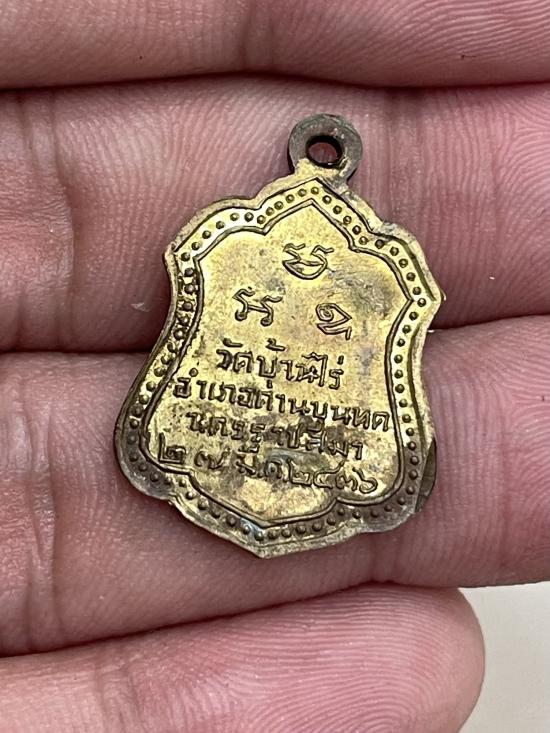 วัดบ้านไร่
อำเภอด่านขุนทด
นครราชสีมา
๒๗ มี.ค. ๒๕๓๖